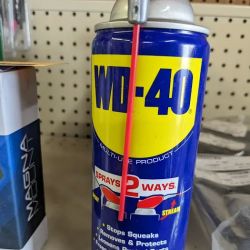 WD-40
MULTI-USE PRODUCT
SPRAYS 2 WAYS
STREAM
Stops Squeaks
Removes & Protects
MAGNA